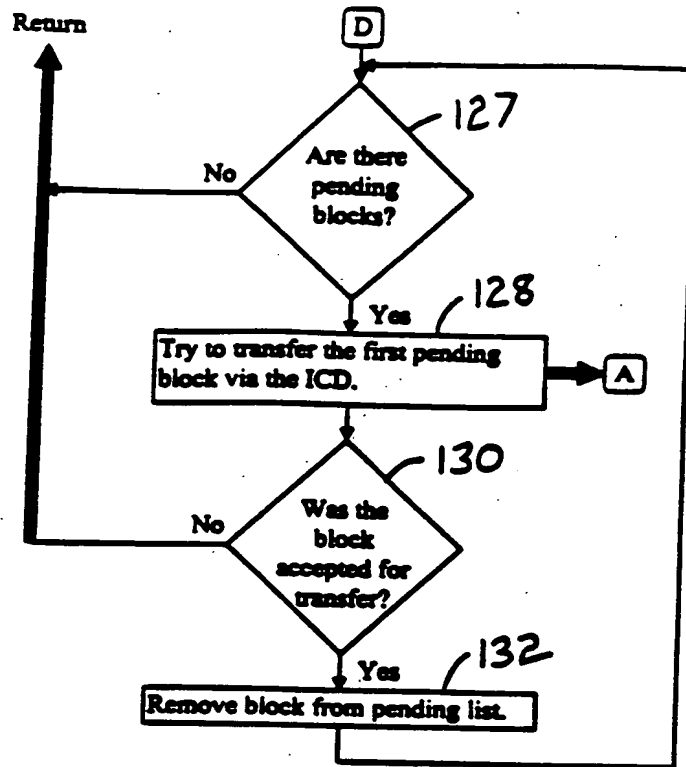 Return
D
127
Are there
pending
blocks?
No
Yes
128
Try to transfer the first pending
block via the ICD.
A
130
Was the
block
accepted for
transfer?
No
Yes
132
Remove block from pending list.